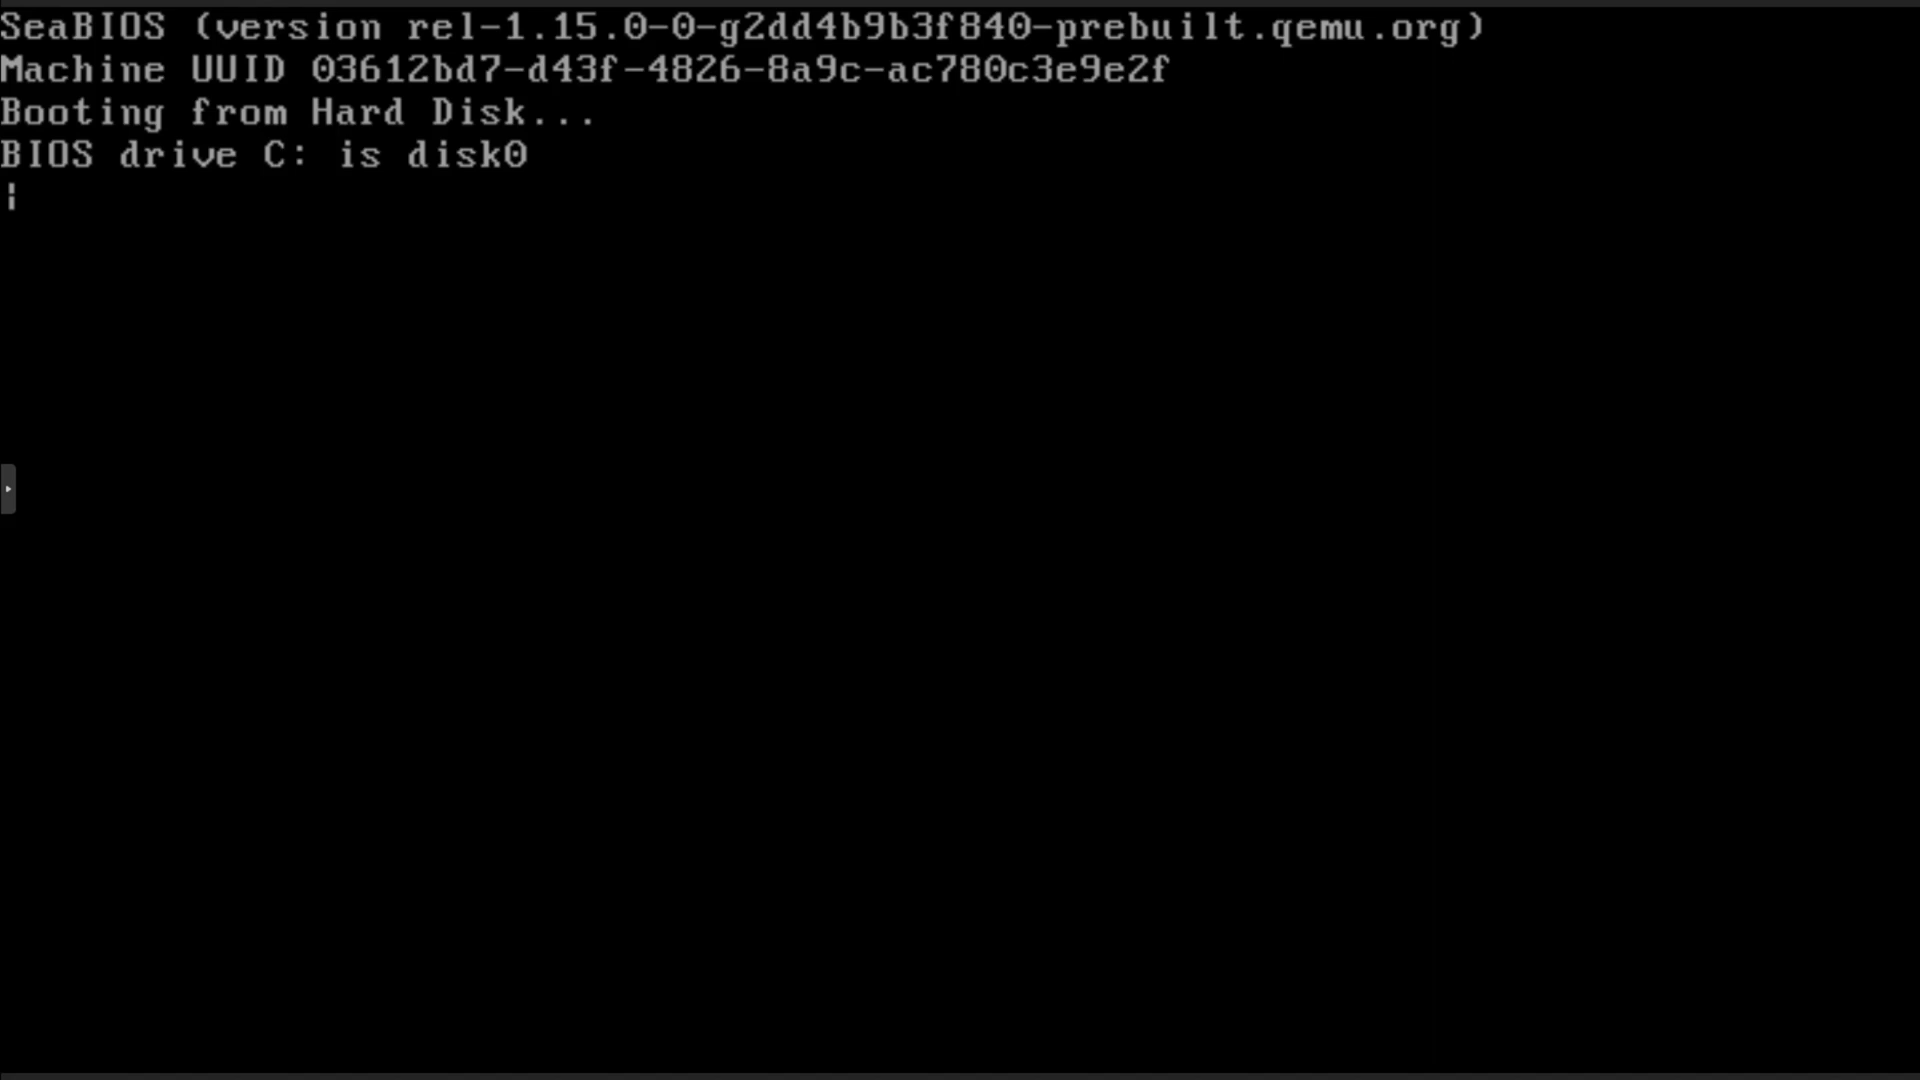 SeaBIOS (version rel-1.15.0-0-g2dd4b9b3f840-prebuilt.qemu.org)
Machine UUID 03612bd7-d43f-4826-8a9c-ac780c3e9e2f
Booting from Hard Disk...
BIOS drive C: is disk0
¦